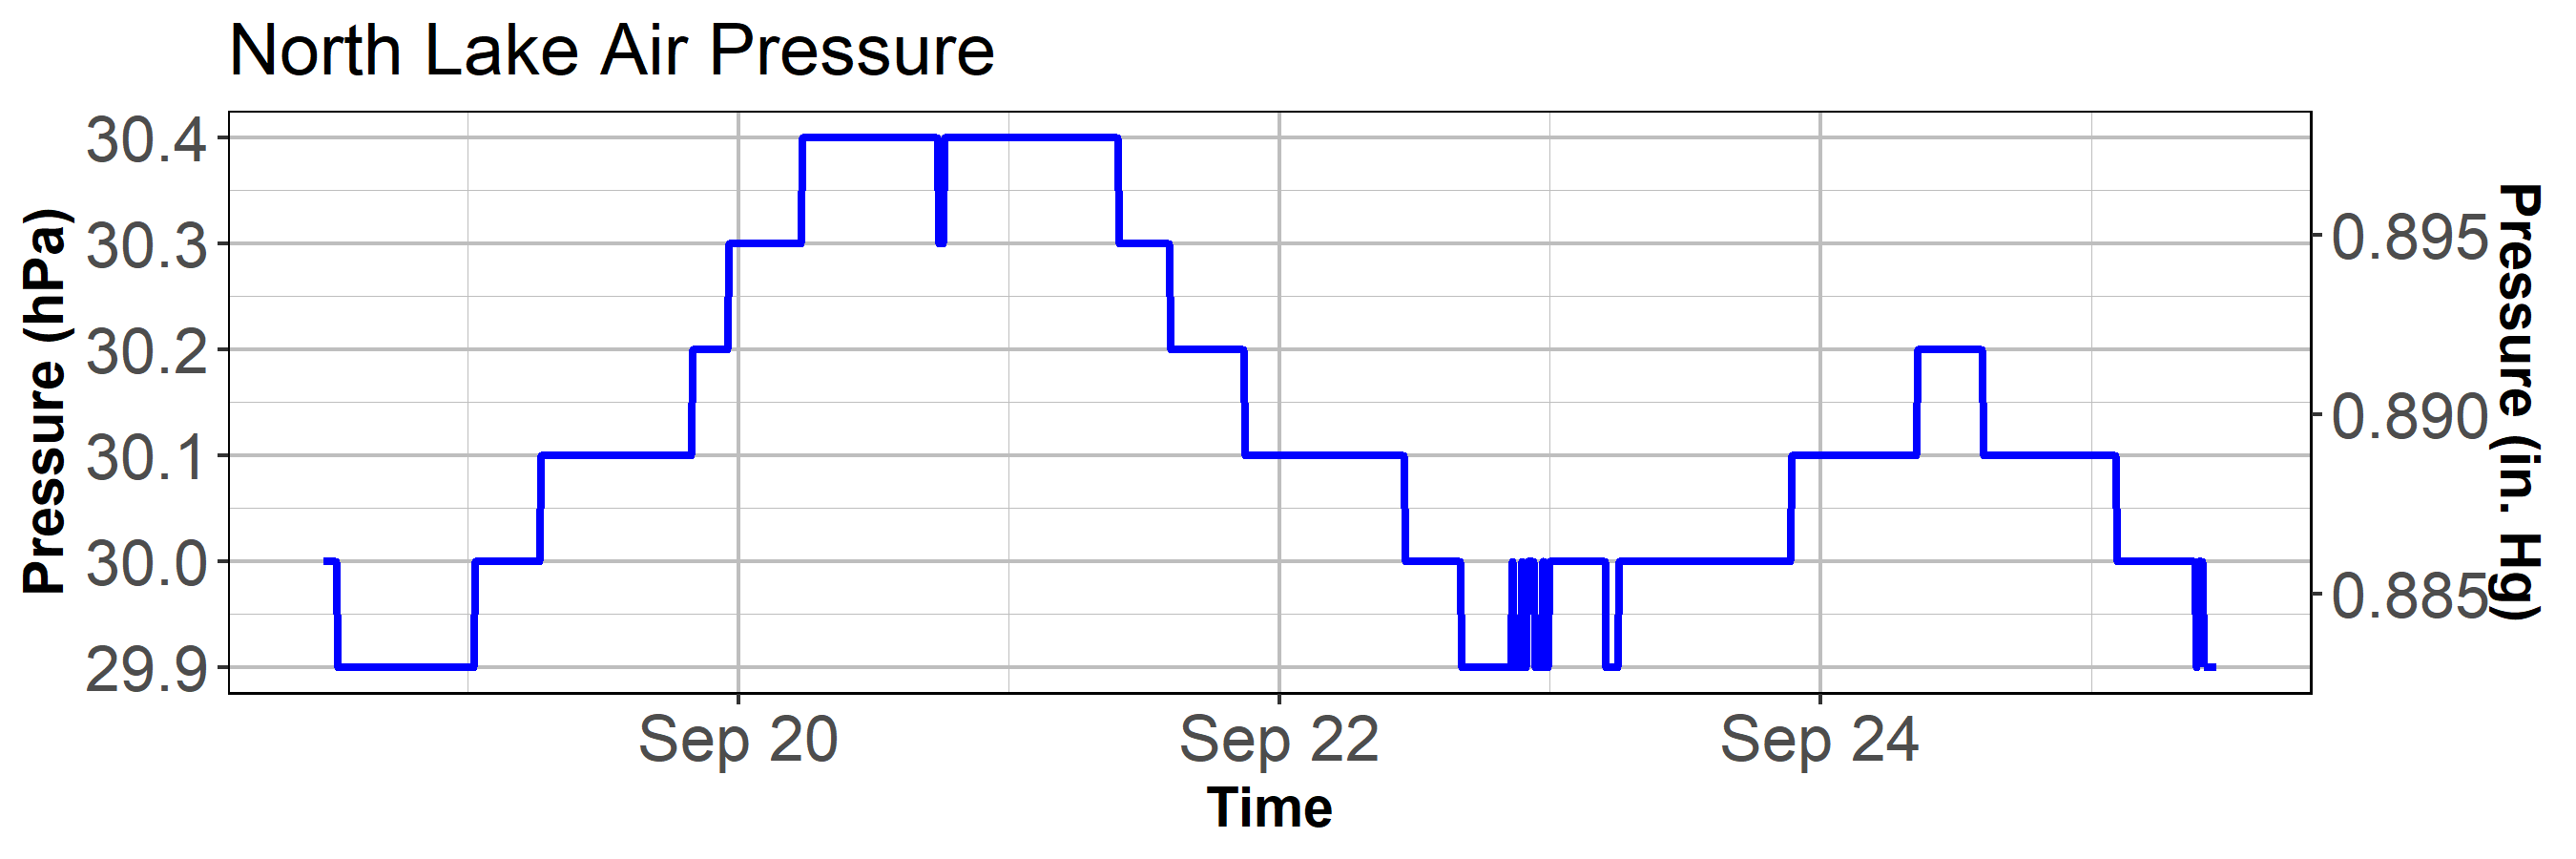 North Lake Air Pressure
30.4
30.3
30.2
30.1
30.0
29.9
Pressure (hPa)
0.895
0.890
0.885
Pressure (in. Hg)
Sep 20
Sep 22
Sep 24
Time